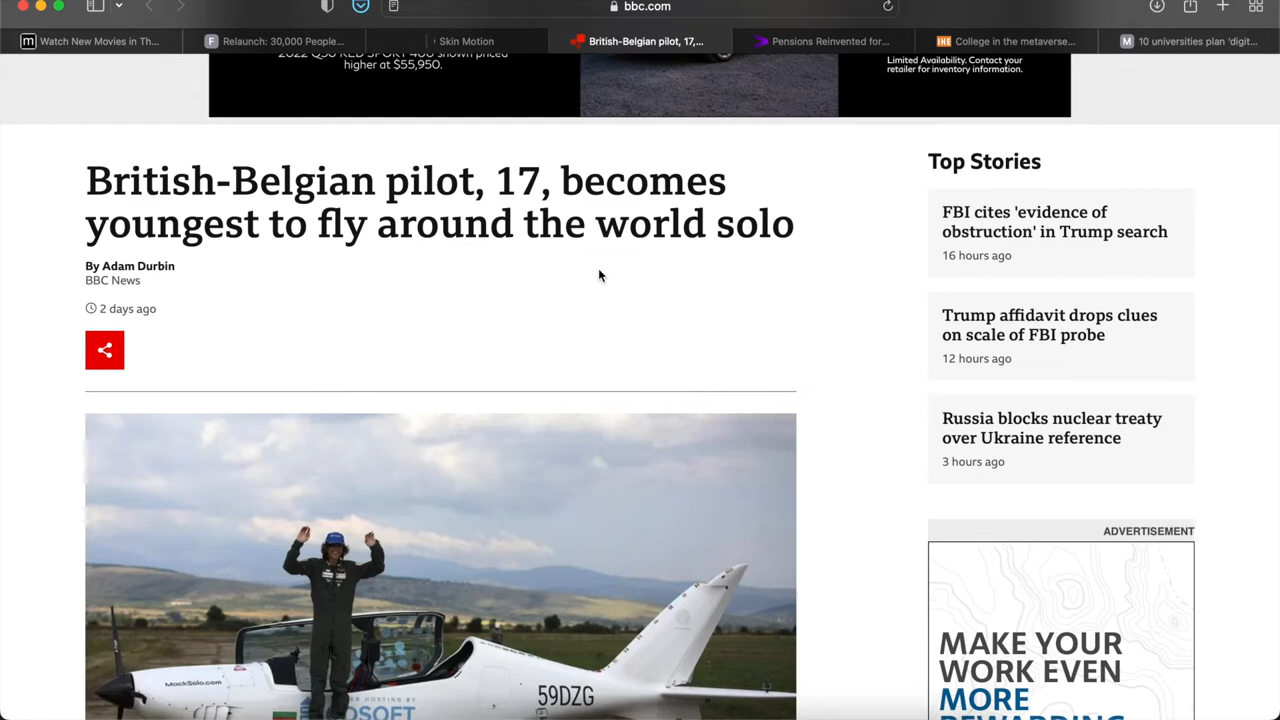 bbc.com
Watch New Movies in Th...
Relaunch: 30,000 People...
Skin Motion
British-Belgian pilot, 17,...
Pensions Reinvented for...
IHE College in the metaverse...
M 10 universities plan 'digit...
higher at $55,950.
Limited Availability. Contact your
retailer for inventory information.
British-Belgian pilot, 17, becomes
youngest to fly around the world solo
By Adam Durbin
BBC News
2 days ago
Top Stories
FBI cites 'evidence of
obstruction' in Trump search
16 hours ago
Trump affidavit drops clues
on scale of FBI probe
12 hours ago
Russia blocks nuclear treaty
over Ukraine reference
3 hours ago
ADVERTISEMENT
MAKE YOUR
WORK EVEN
MORE
REWARDING
MockSolo.com
59DZG
HOSTING BY